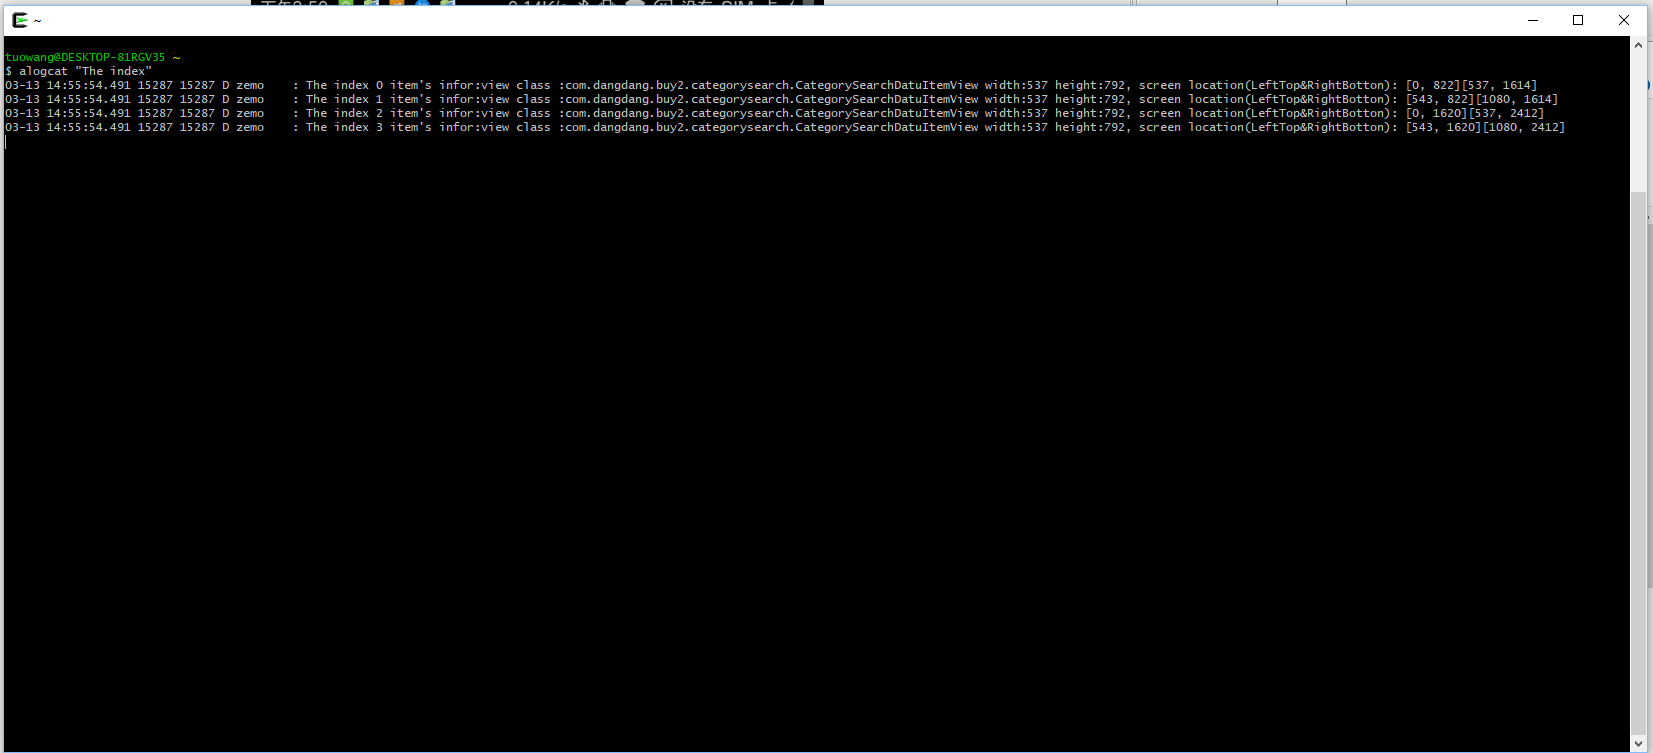 ~
tuowang@DESKTOP-81RGV35 ~
$ alogcat "The index"
03-13 14:55:54.491 15287 15287 D zemo    : The index 0 item's infor:view class :com.dangdang.buy2.categorysearch.CategorySearchDatuItemView width:537 height:792, screen location(LeftTop&RightBotton): [0, 822][537, 1614]
03-13 14:55:54.491 15287 15287 D zemo    : The index 1 item's infor:view class :com.dangdang.buy2.categorysearch.CategorySearchDatuItemView width:537 height:792, screen location(LeftTop&RightBotton): [543, 822][1080, 1614]
03-13 14:55:54.491 15287 15287 D zemo    : The index 2 item's infor:view class :com.dangdang.buy2.categorysearch.CategorySearchDatuItemView width:537 height:792, screen location(LeftTop&RightBotton): [0, 1620][537, 2412]
03-13 14:55:54.491 15287 15287 D zemo    : The index 3 item's infor:view class :com.dangdang.buy2.categorysearch.CategorySearchDatuItemView width:537 height:792, screen location(LeftTop&RightBotton): [543, 1620][1080, 2412]